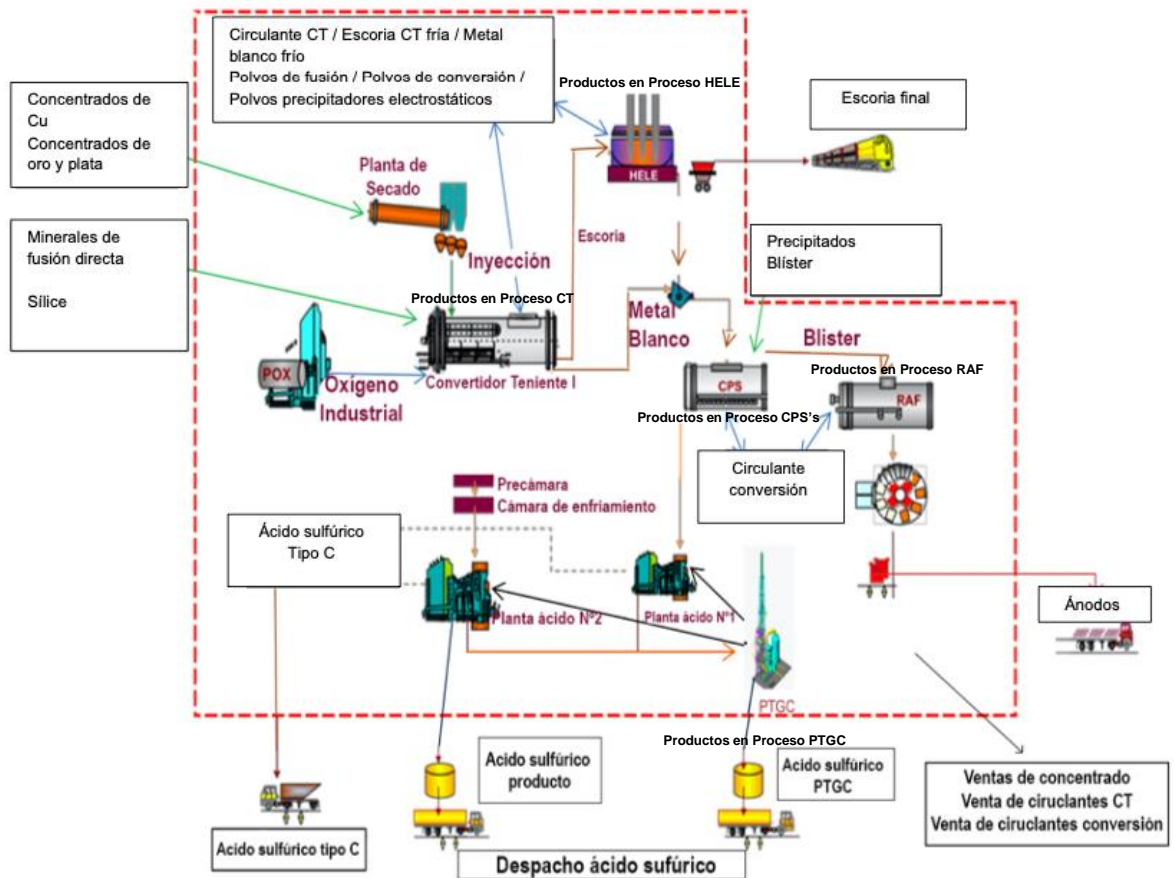 Circulante CT / Escoria CT fría / Metal
blanco frío
Polvos de fusión / Polvos de conversión /
Polvos precipitadores electrostáticos
Productos en Proceso HELE
HELE
Escoria final
Concentrados de
Cu
Concentrados de
oro y plata
Planta de
Secado
Minerales de
fusión directa
Sílice
Inyección
Escoria
Precipitados
Blíster
Productos en Proceso CT
Convertidor Teniente I
POX
Oxígeno
Industrial
Metal
Blanco
Blister
CPS
Productos en Proceso RAF
RAF
Productos en Proceso CPS's
Circulante
conversión
Precámara
Cámara de enfriamiento
Ácido sulfúrico
Tipo C
Planta ácido Nº2
Planta ácido Nº1
PTGC
Ánodos
Productos en Proceso PTGC
Acido sulfúrico
producto
Acido sulfúrico
PTGC
Ventas de concentrado
Venta de ciruclantes CT
Venta de ciruclantes conversión
Acido sulfúrico tipo C
Despacho ácido sufúrico